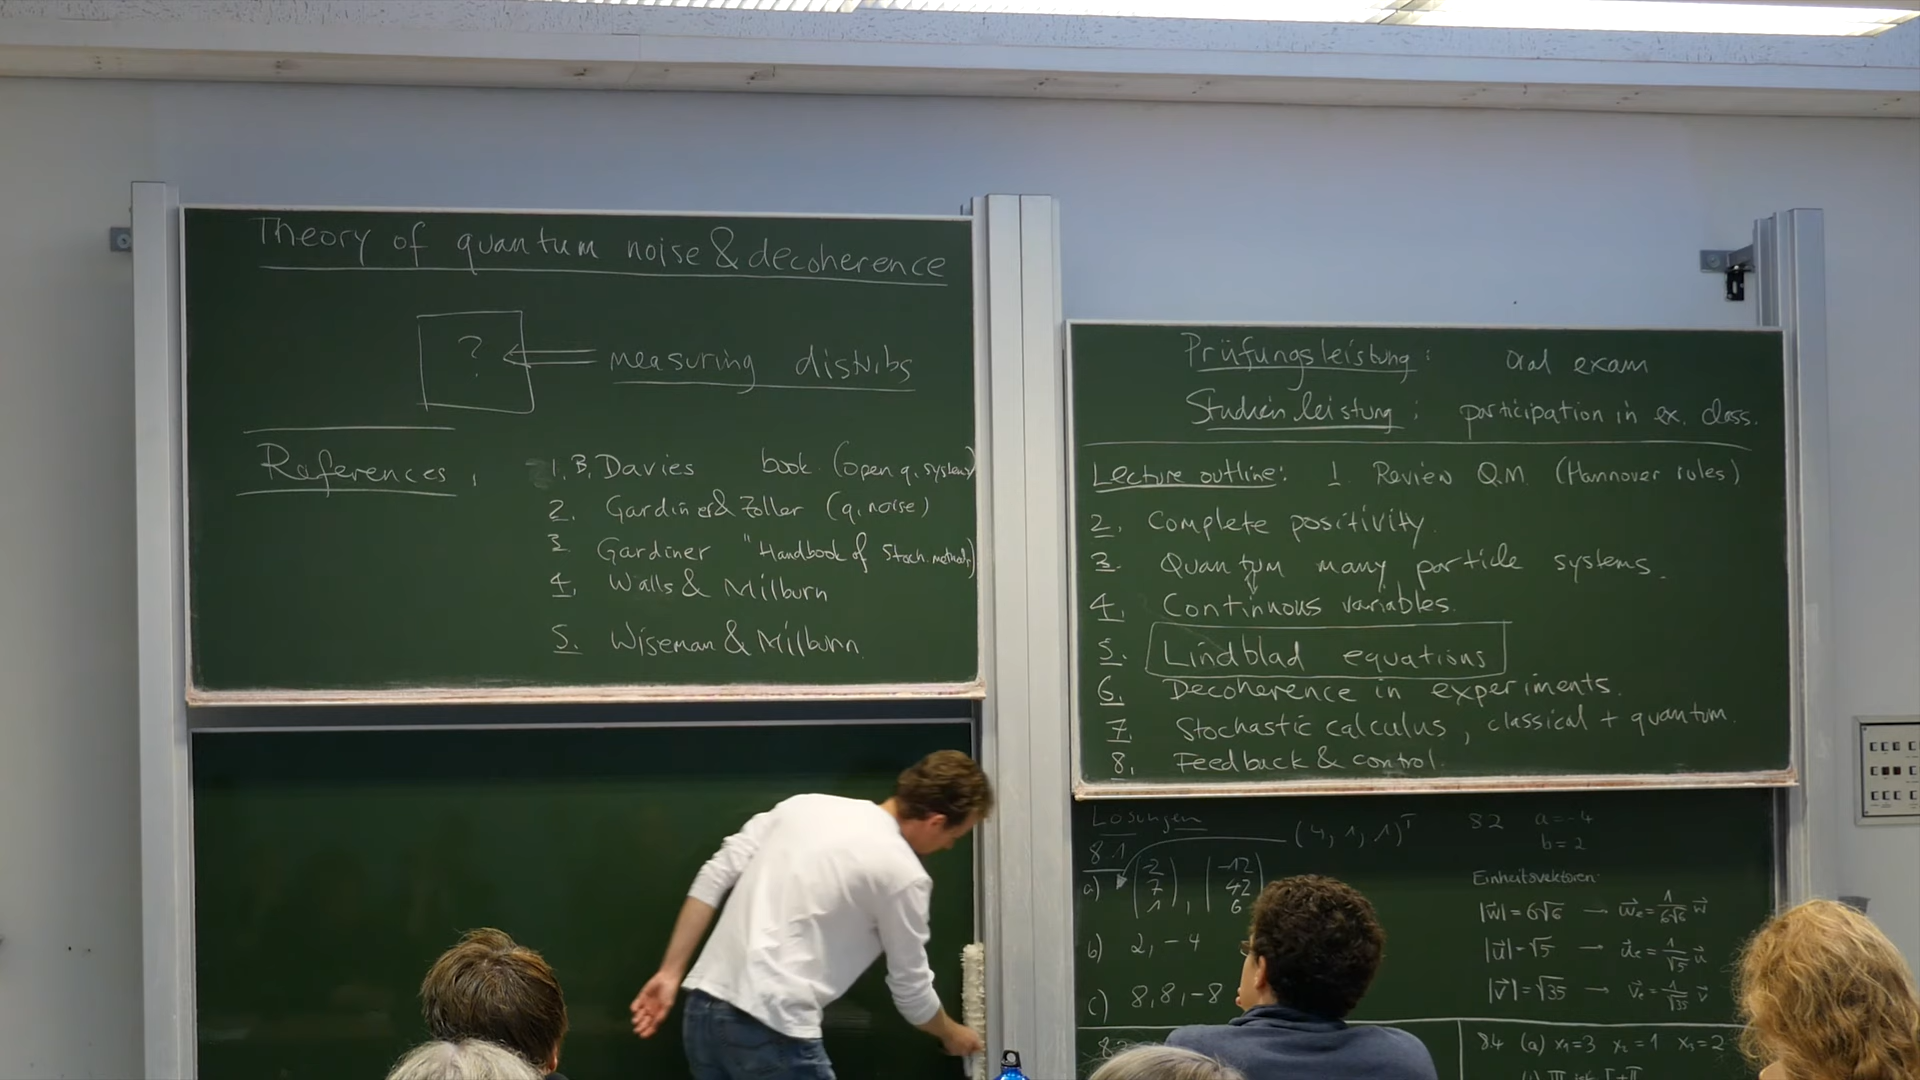 Theory of quantum noise & decoherence
?
measuring distribs
References:
1. B. Davies book (open q. systems)
2. Gardiner & Zoller (q. noise)
3. Gardiner "Handbook of Stoch. methods)
4. Walls & Milburn
5. Wiseman & Milburn
Prüfungsleistung: oral exam
Studienleistung: participation in ex. class.
Lecture outline: 1. Review Q.M. (Hannover rules)
2. Complete positivity.
3. Quantum many particle systems.
4. Continuous variables.
5. Lindblad equations
6. Decoherence in experiments.
7. Stochastic calculus, classical + quantum.
8. Feedback & control.
Lösungen
8.1
(4, 1, 1)ᵀ
a) (-2 7 1), (-12 42 6
b) 2, -4
c) 8, 8, -8
82 a = -4
b = 2
Einheitsvektoren:
|w⃗| = 6√6 → w⃗ₑ = 1/6√6 w⃗
|u⃗| = √5 → u⃗ₑ = 1/√5 u⃗
|v⃗| = √35 → v⃗ₑ = 1/√35 v⃗
8.4 (a) x₁=3 x₂=1 x₃=2